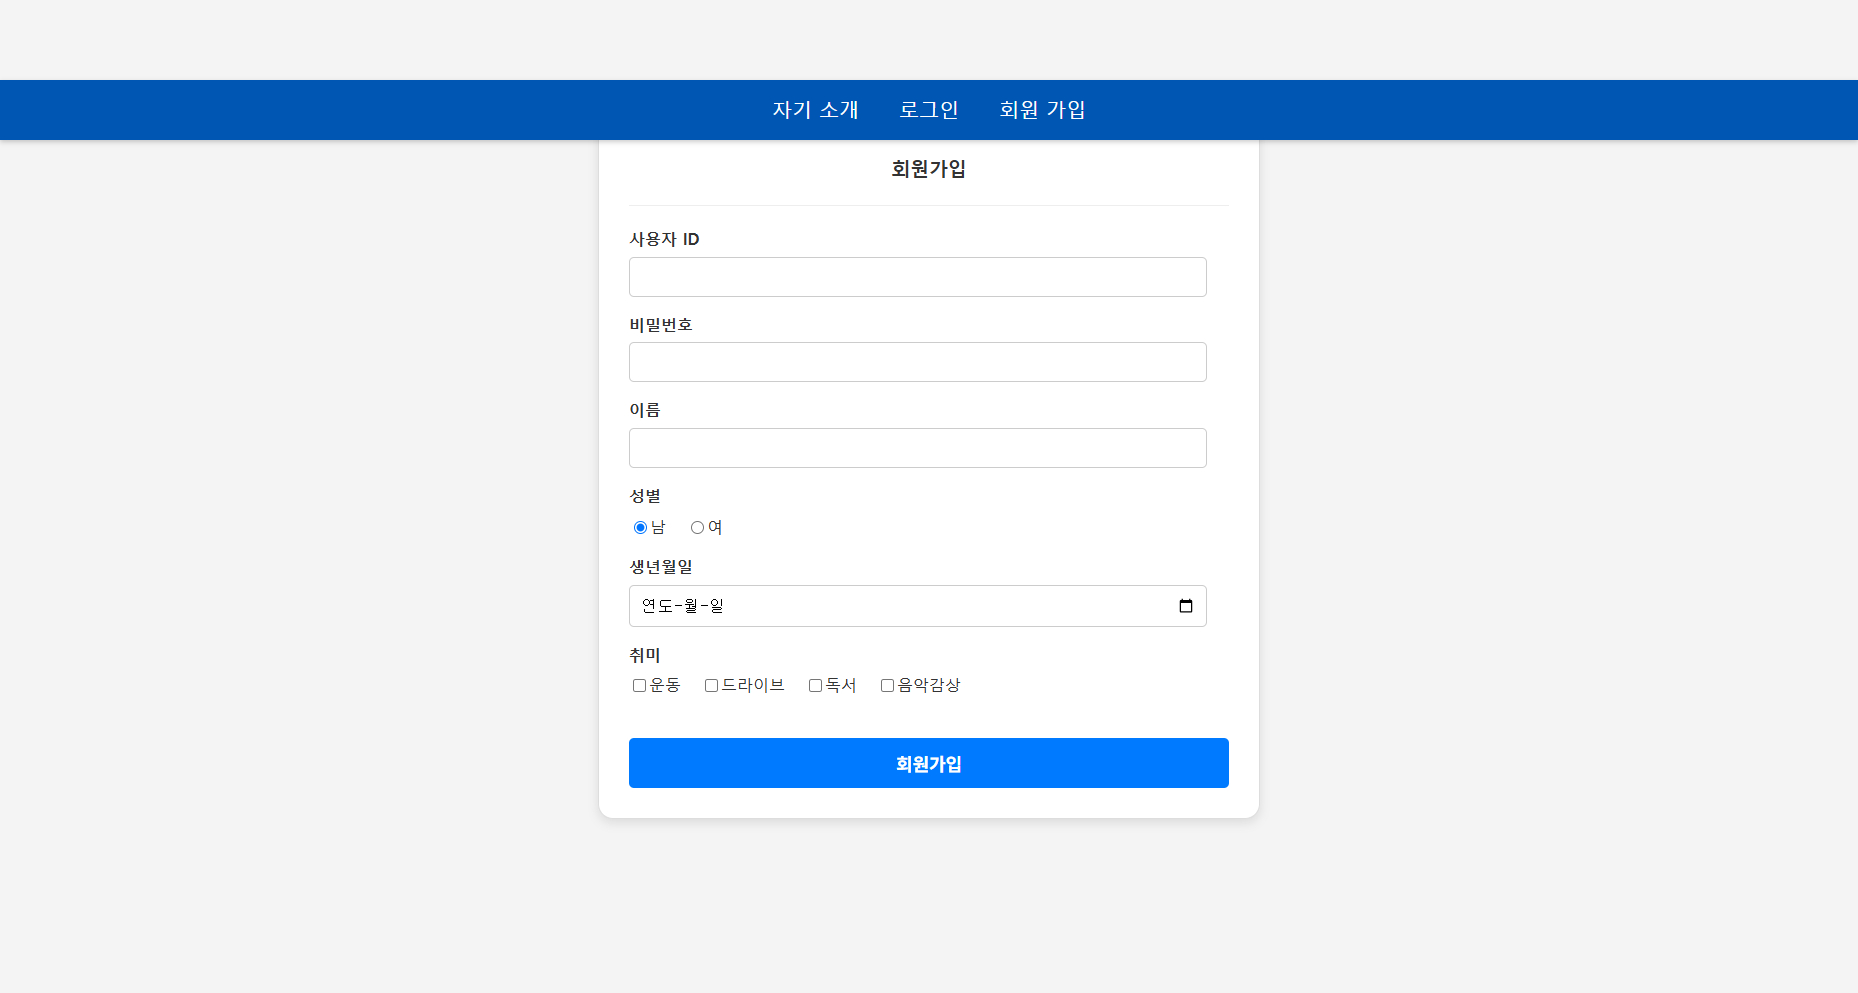 자기 소개 로그인 회원 가입
회원가입
사용자 ID
비밀번호
이름
성별
남 여
생년월일
연도-월-일
취미
운동 드라이브 독서 음악감상
회원가입